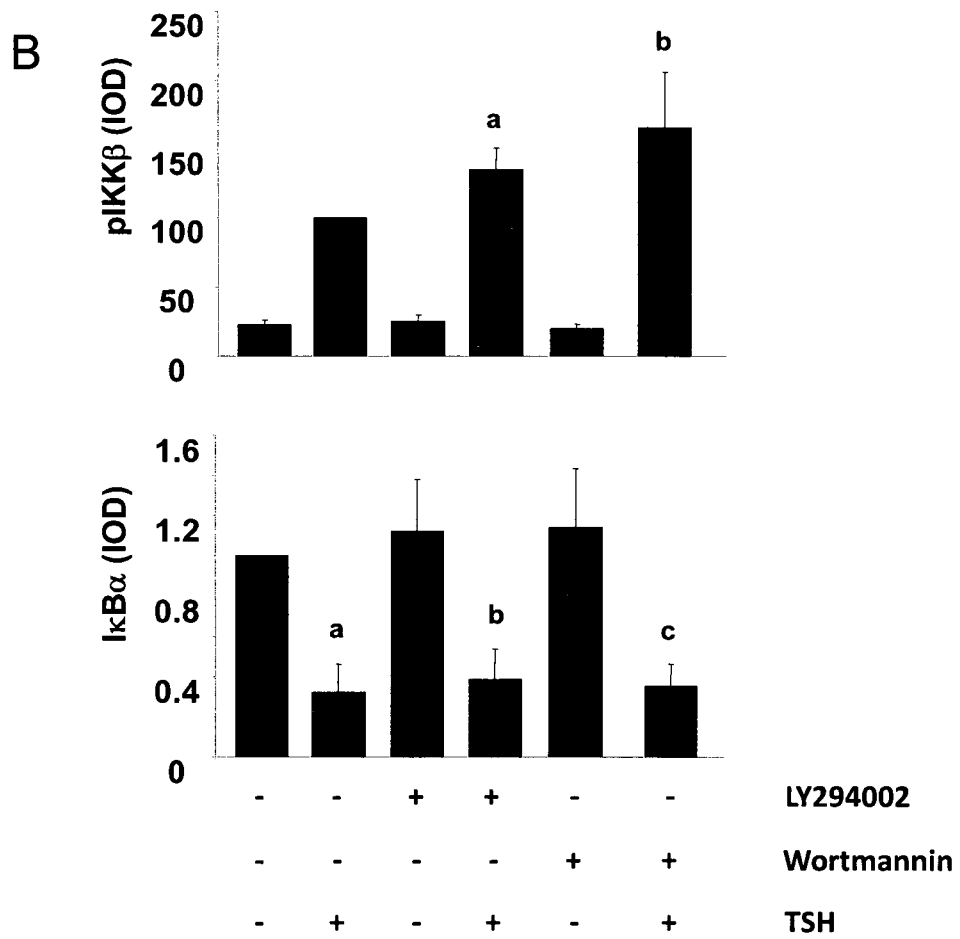 B
pIKKβ (IOD)
250
200
150
100
50
0
a
b
IκBα (IOD)
1.6
1.2
0.8
0.4
0
a
b
c
- - + + - - LY294002
- - - - + + Wortmannin
- + - + - + TSH